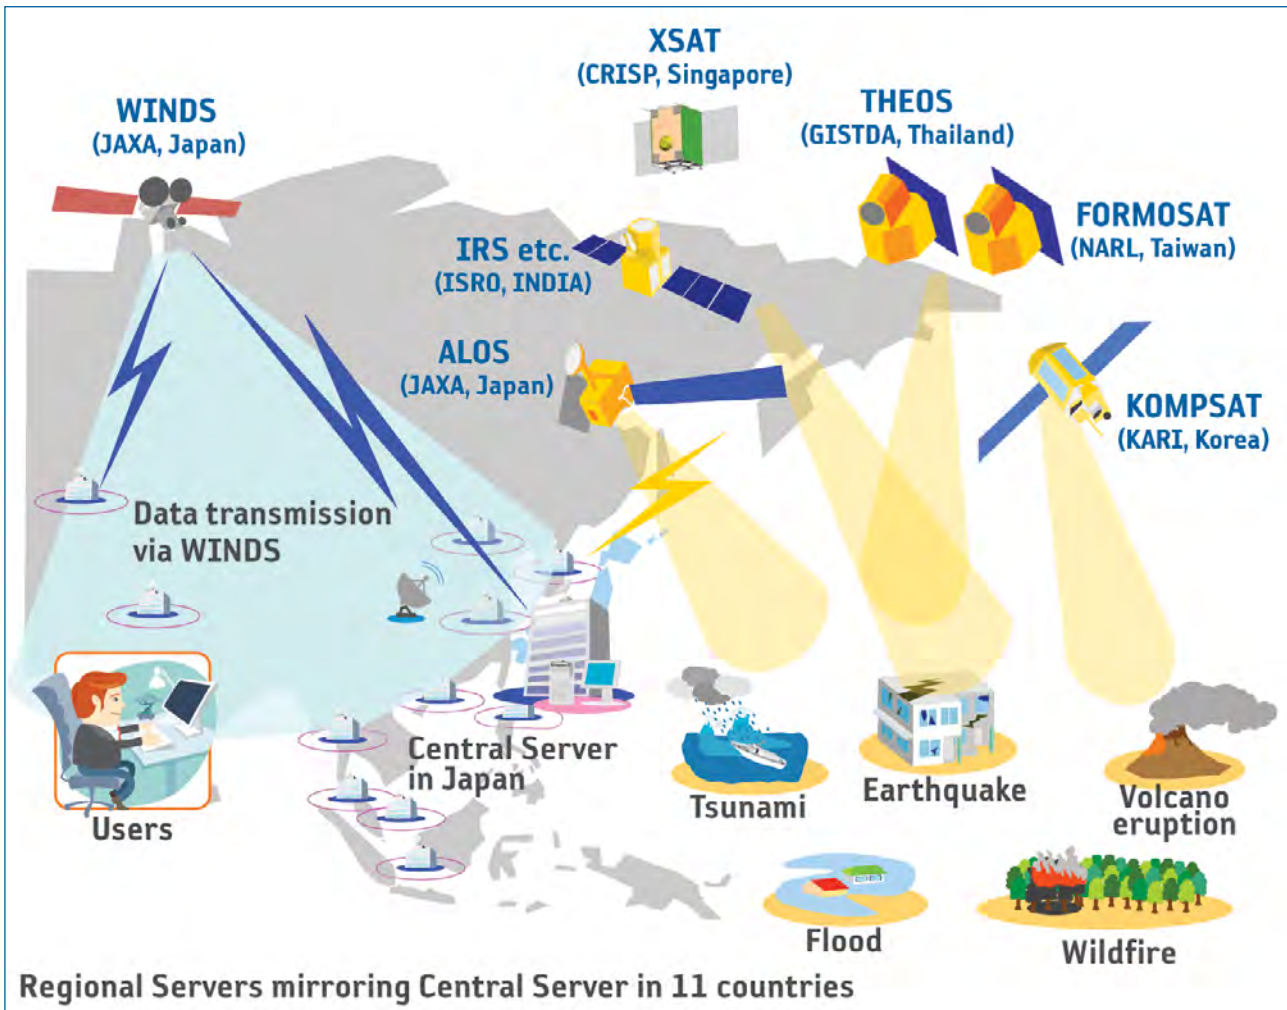 XSAT
(CRISP, Singapore)
WINDS
(JAXA, Japan)
THEOS
(GISTDA, Thailand)
FORMOSAT
(NARL, Taiwan)
IRS etc.
(ISRO, INDIA)
ALOS
(JAXA, Japan)
KOMPSAT
(KARI, Korea)
Data transmission
via WINDS
Central Server
in Japan
Users
Tsunami
Earthquake
Volcano
eruption
Flood
Wildfire
Regional Servers mirroring Central Server in 11 countries